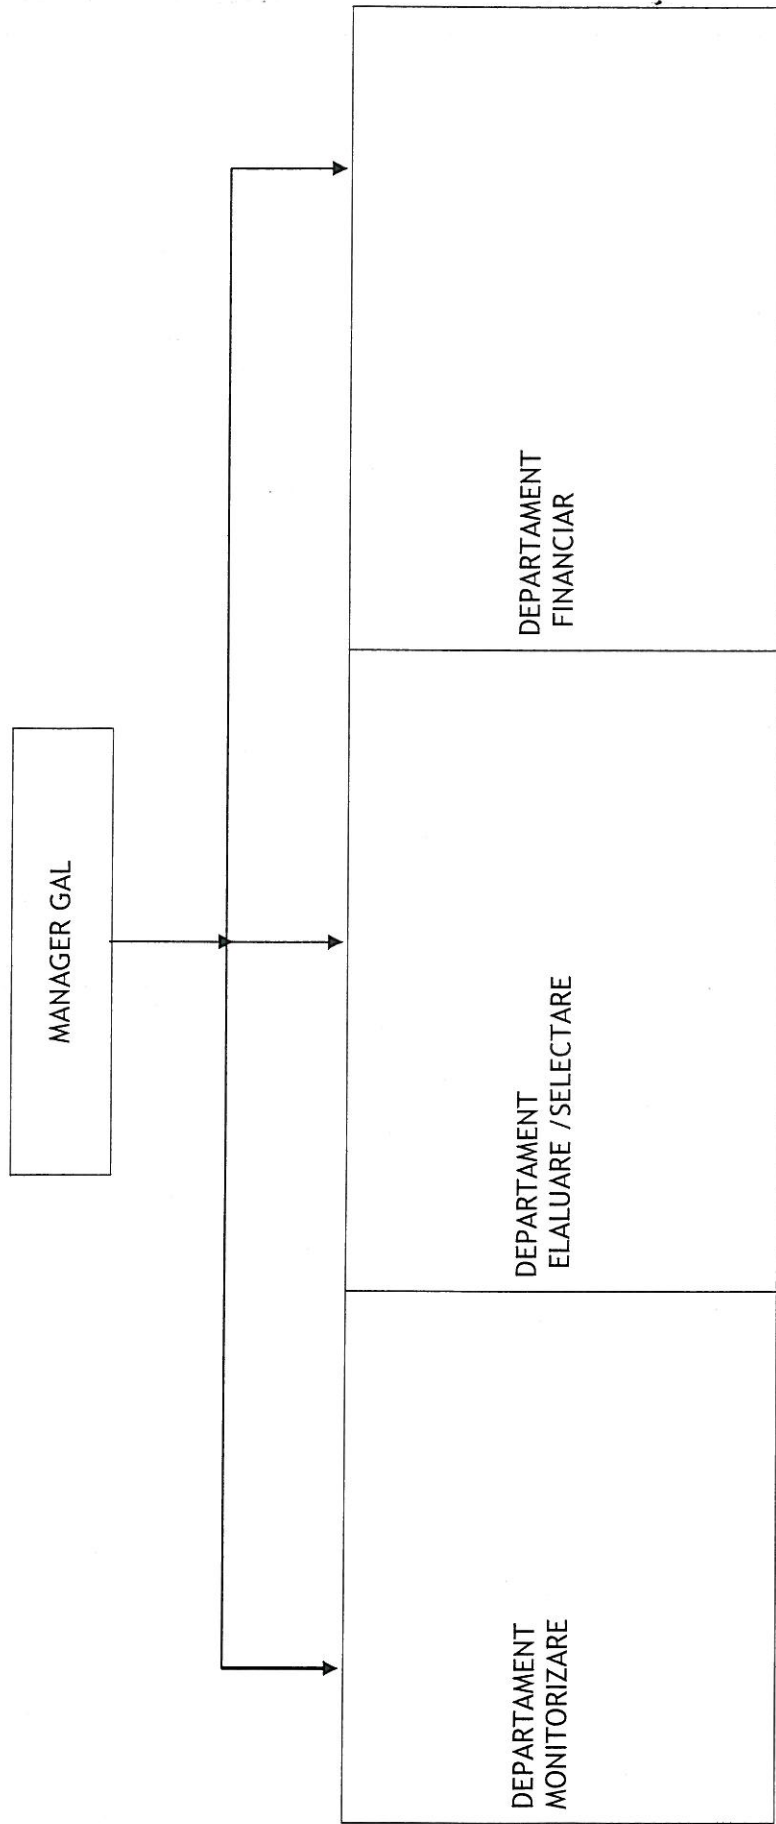 MANAGER GAL
DEPARTAMENT
MONITORIZARE
DEPARTAMENT
ELALUARE /SELECTARE
DEPARTAMENT
FINANCIAR